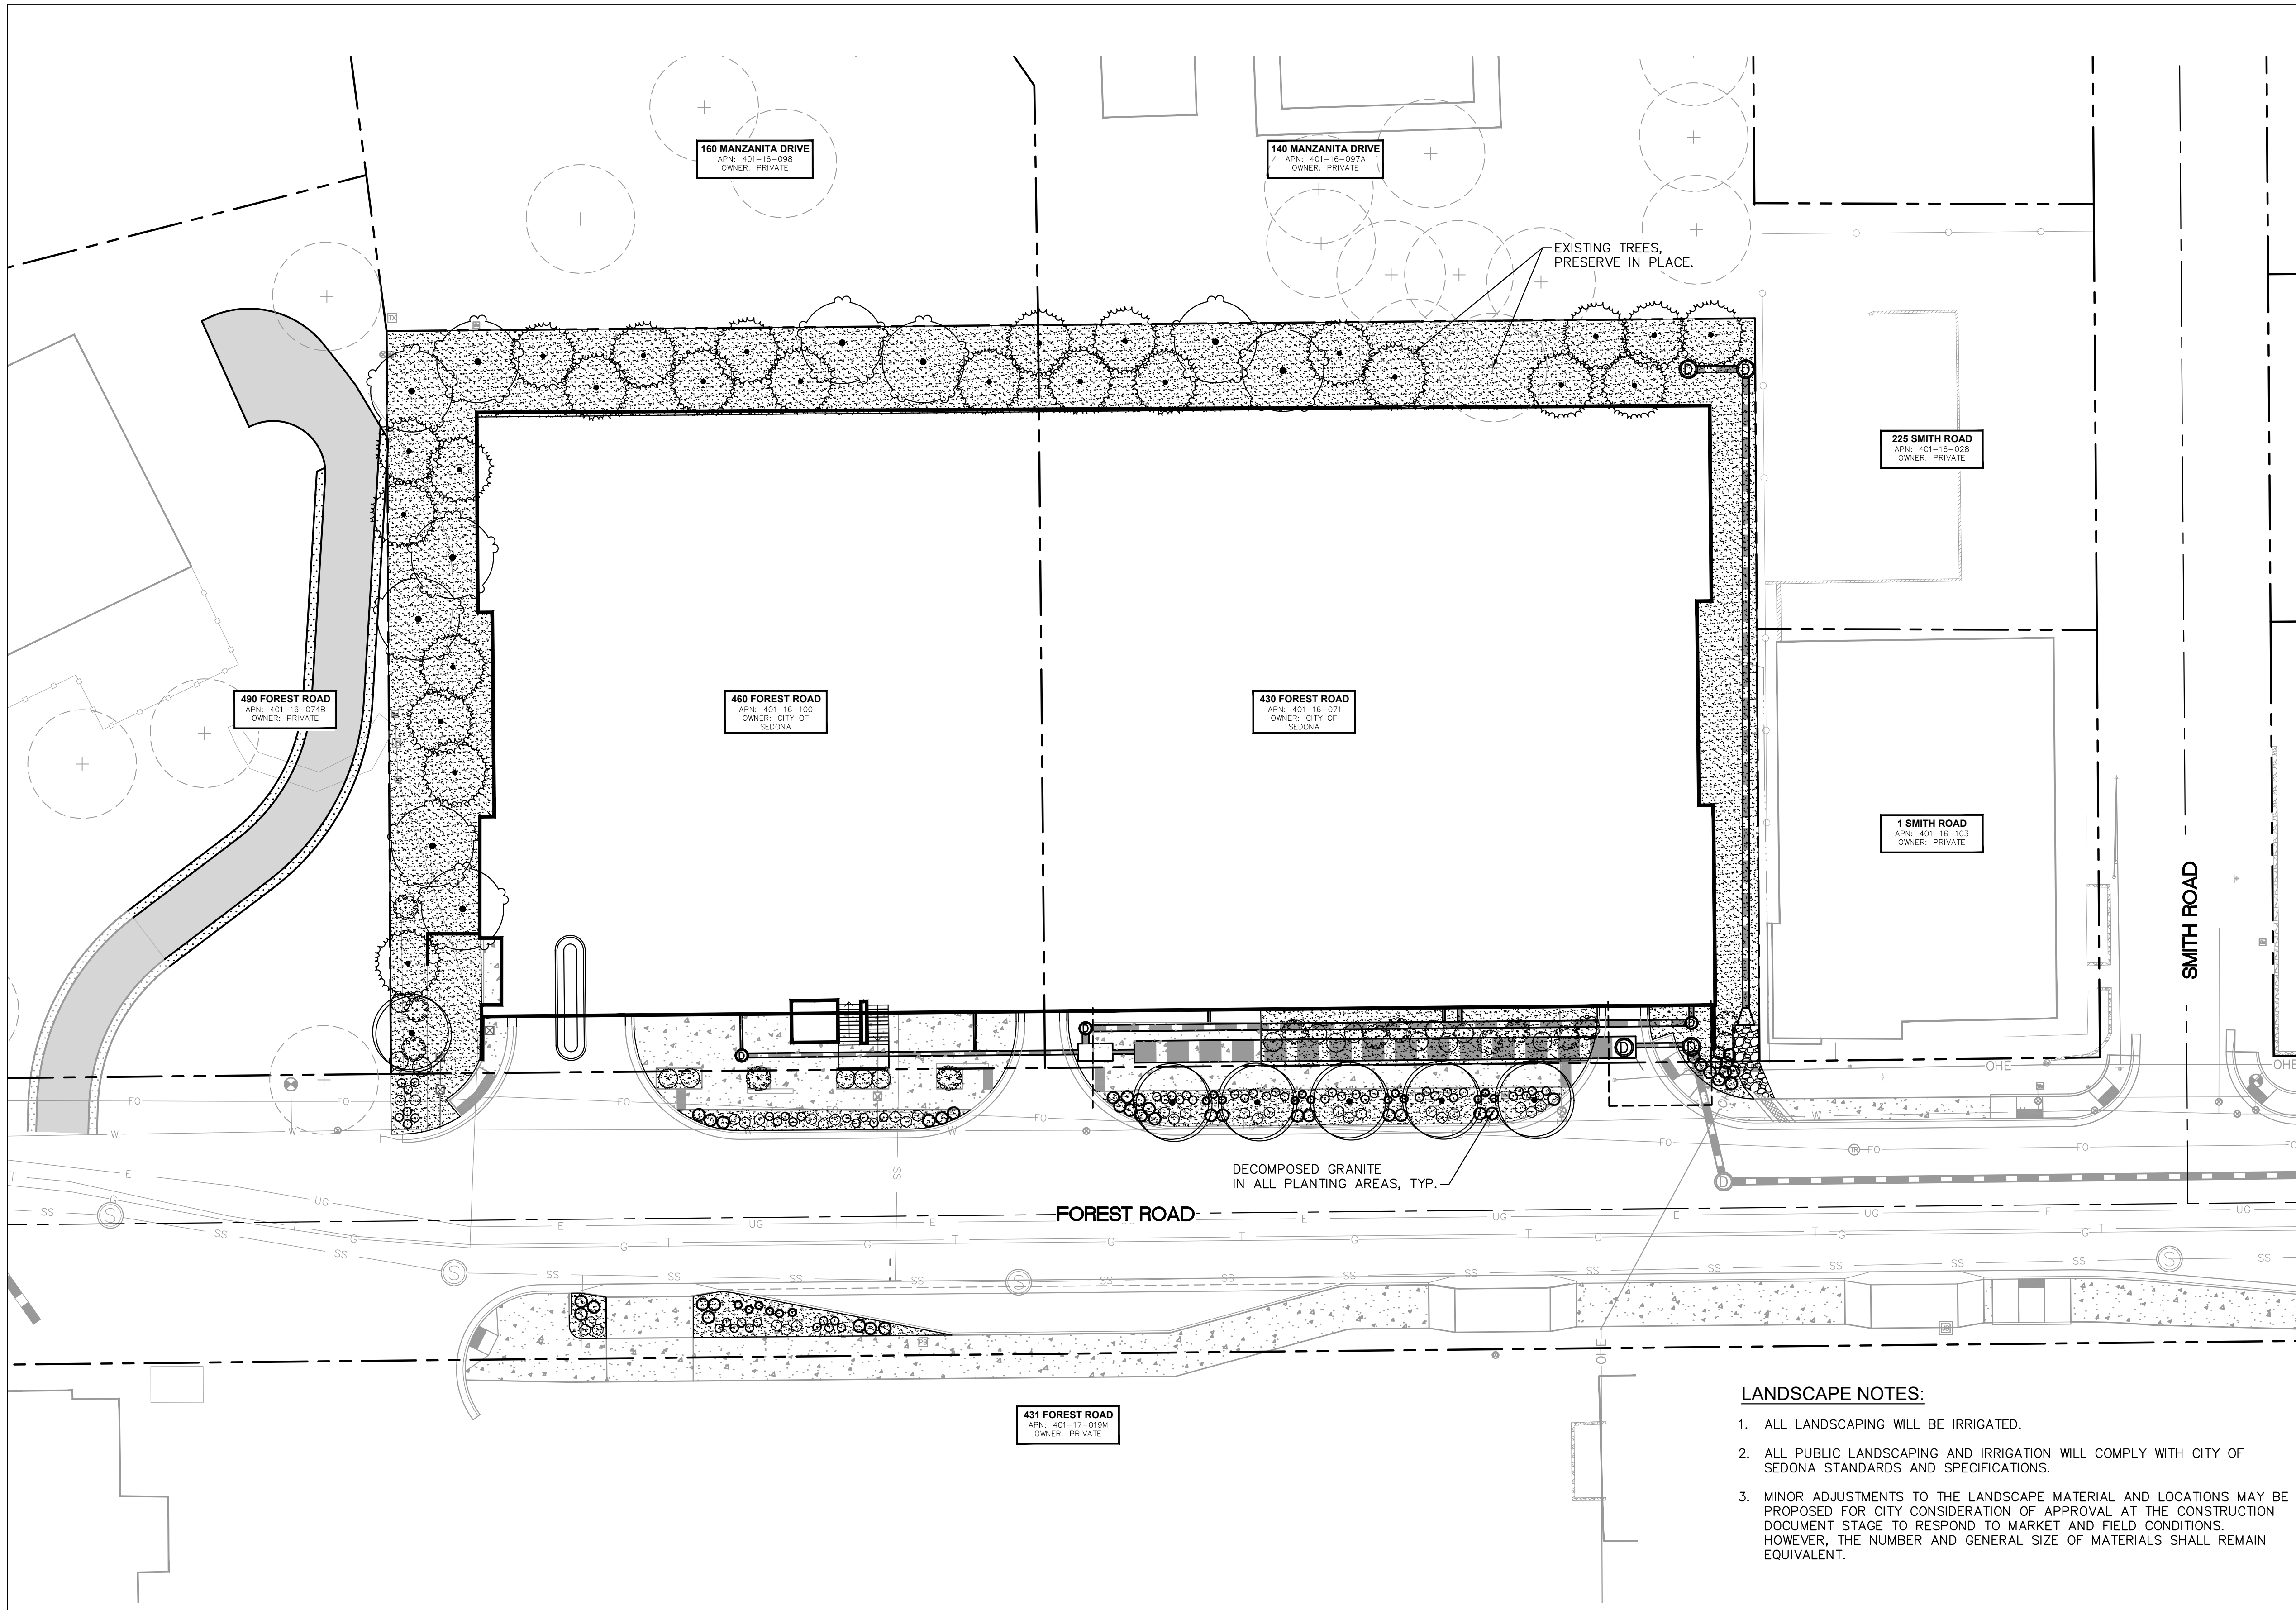 160 MANZANITA DRIVE
APN: 401-16-098
OWNER: PRIVATE
140 MANZANITA DRIVE
APN: 401-16-097A
OWNER: PRIVATE
EXISTING TREES,
PRESERVE IN PLACE.
225 SMITH ROAD
APN: 401-16-028
OWNER: PRIVATE
490 FOREST ROAD
APN: 401-16-074B
OWNER: PRIVATE
460 FOREST ROAD
APN: 401-16-100
OWNER: CITY OF
SEDONA
430 FOREST ROAD
APN: 401-16-071
OWNER: CITY OF
SEDONA
1 SMITH ROAD
APN: 401-16-103
OWNER: PRIVATE
SMITH ROAD
DECOMPOSED GRANITE
IN ALL PLANTING AREAS, TYP.
FOREST ROAD
431 FOREST ROAD
APN: 401-17-019M
OWNER: PRIVATE
LANDSCAPE NOTES:
1. ALL LANDSCAPING WILL BE IRRIGATED.
2. ALL PUBLIC LANDSCAPING AND IRRIGATION WILL COMPLY WITH CITY OF
SEDONA STANDARDS AND SPECIFICATIONS.
3. MINOR ADJUSTMENTS TO THE LANDSCAPE MATERIAL AND LOCATIONS MAY BE
PROPOSED FOR CITY CONSIDERATION OF APPROVAL AT THE CONSTRUCTION
DOCUMENT STAGE TO RESPOND TO MARKET AND FIELD CONDITIONS.
HOWEVER, THE NUMBER AND GENERAL SIZE OF MATERIALS SHALL REMAIN
EQUIVALENT.